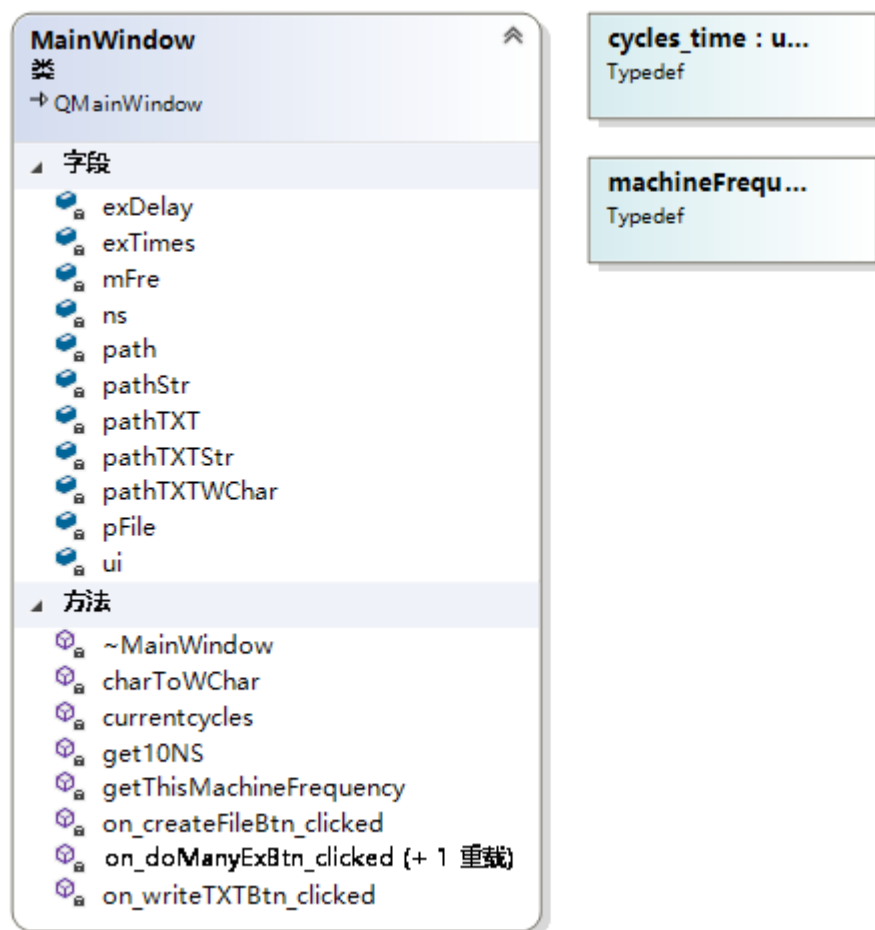 MainWindow
类
QMainWindow
字段
exDelay
exTimes
mFre
ns
path
pathStr
pathTXT
pathTXTStr
pathTXTWChar
pFile
ui
方法
~MainWindow
charToWChar
currentcycles
get10NS
getThisMachineFrequency
on_createFileBtn_clicked
on_doManyExBtn_clicked (+ 1 重载)
on_writeTXTBtn_clicked
cycles_time : u...
Typedef
machineFrequ...
Typedef